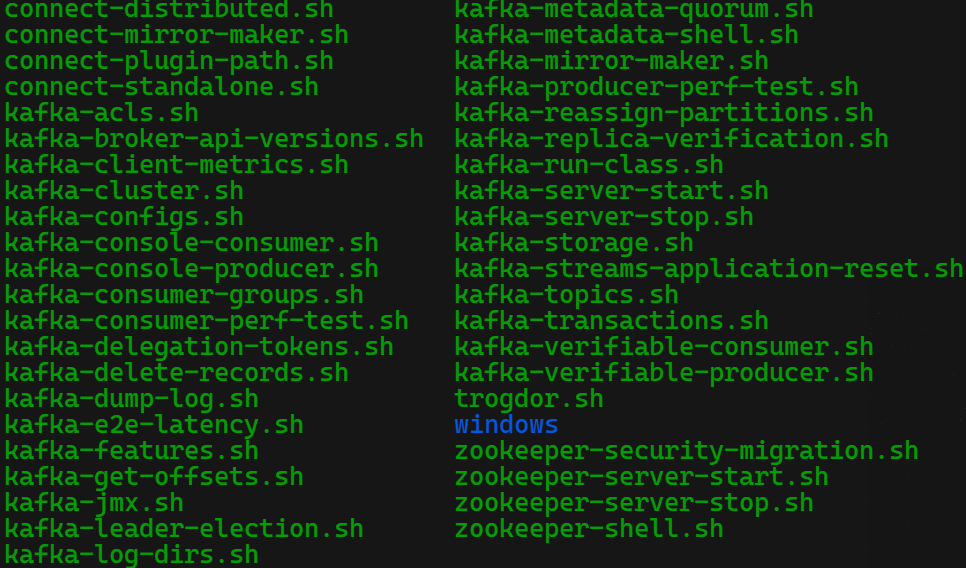 connect-distributed.sh
connect-mirror-maker.sh
connect-plugin-path.sh
connect-standalone.sh
kafka-acls.sh
kafka-broker-api-versions.sh
kafka-client-metrics.sh
kafka-cluster.sh
kafka-configs.sh
kafka-console-consumer.sh
kafka-console-producer.sh
kafka-consumer-groups.sh
kafka-consumer-perf-test.sh
kafka-delegation-tokens.sh
kafka-delete-records.sh
kafka-dump-log.sh
kafka-e2e-latency.sh
kafka-features.sh
kafka-get-offsets.sh
kafka-jmx.sh
kafka-leader-election.sh
kafka-log-dirs.sh
kafka-metadata-quorum.sh
kafka-metadata-shell.sh
kafka-mirror-maker.sh
kafka-producer-perf-test.sh
kafka-reassign-partitions.sh
kafka-replica-verification.sh
kafka-run-class.sh
kafka-server-start.sh
kafka-server-stop.sh
kafka-storage.sh
kafka-streams-application-reset.sh
kafka-topics.sh
kafka-transactions.sh
kafka-verifiable-consumer.sh
kafka-verifiable-producer.sh
trogdor.sh
windows
zookeeper-security-migration.sh
zookeeper-server-start.sh
zookeeper-server-stop.sh
zookeeper-shell.sh